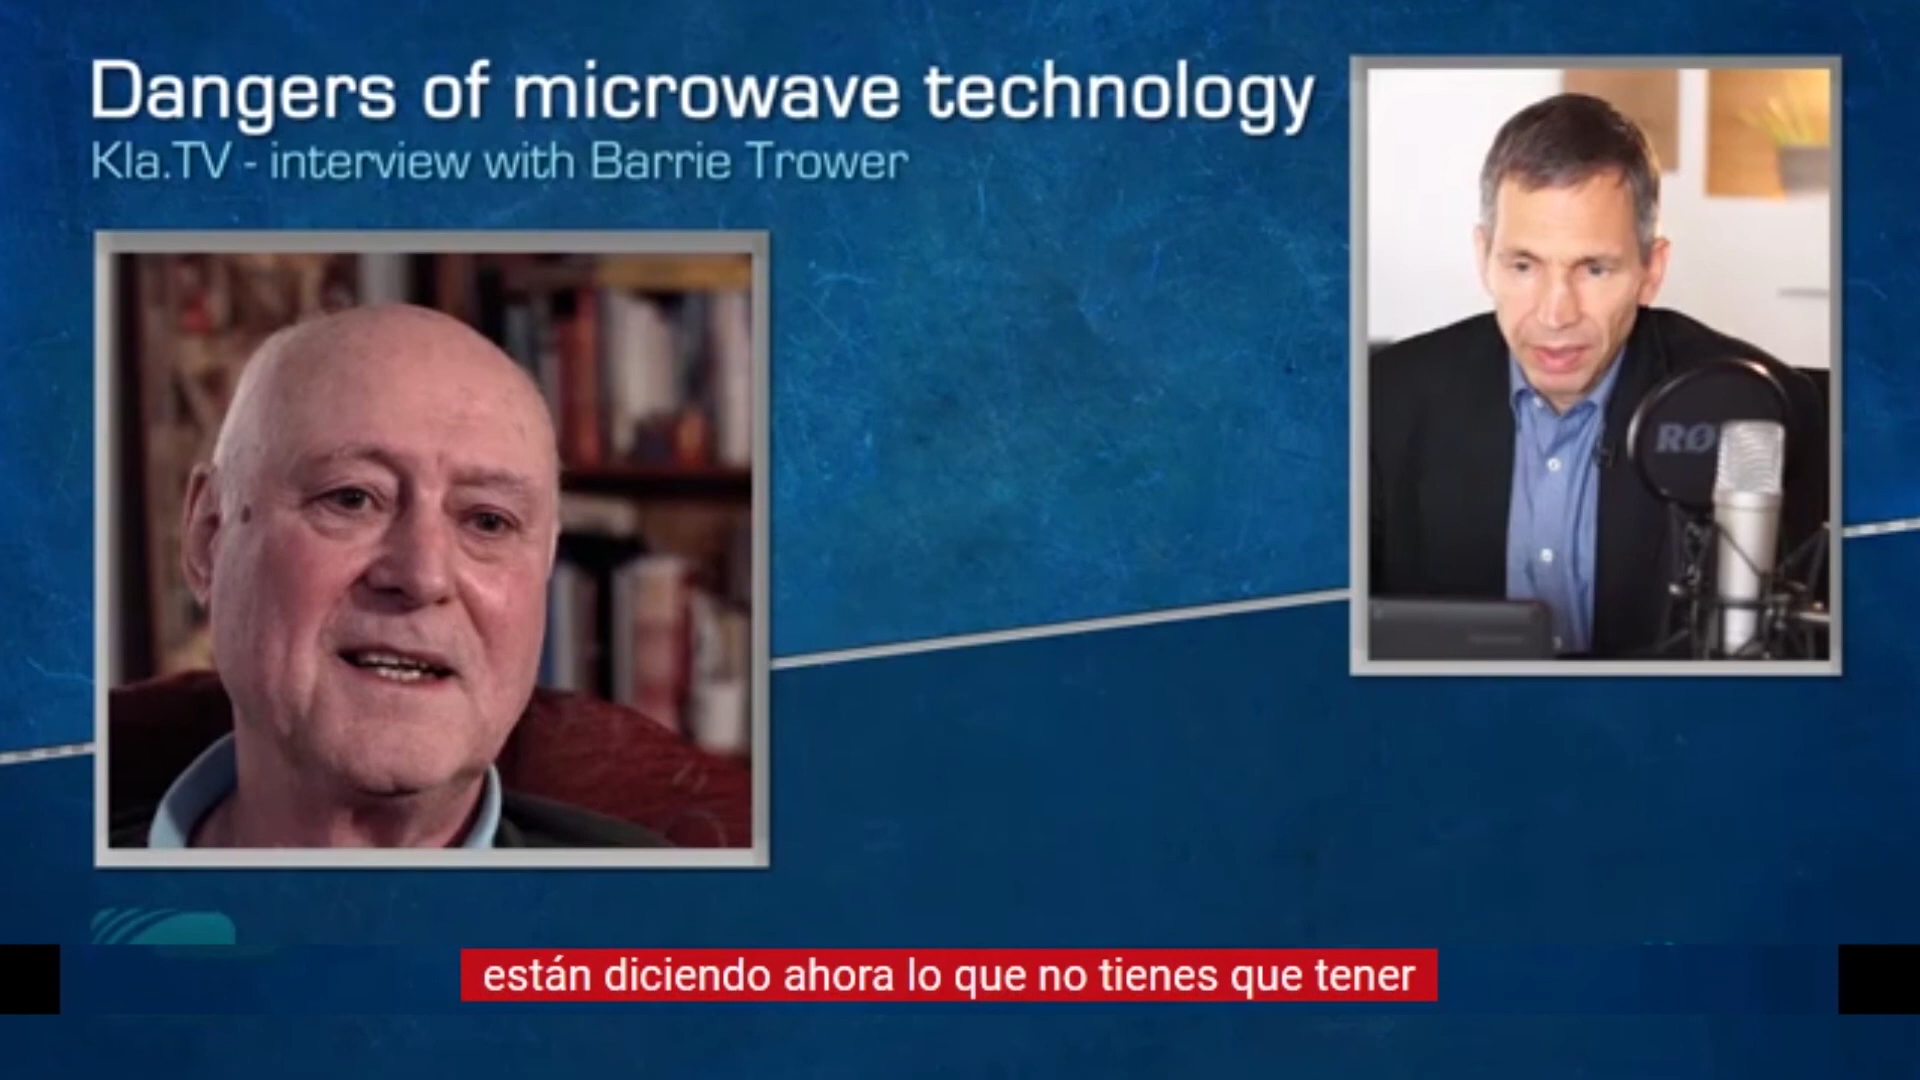 Dangers of microwave technology
Kla.TV - interview with Barrie Trower
RØ
están diciendo ahora lo que no tienes que tener